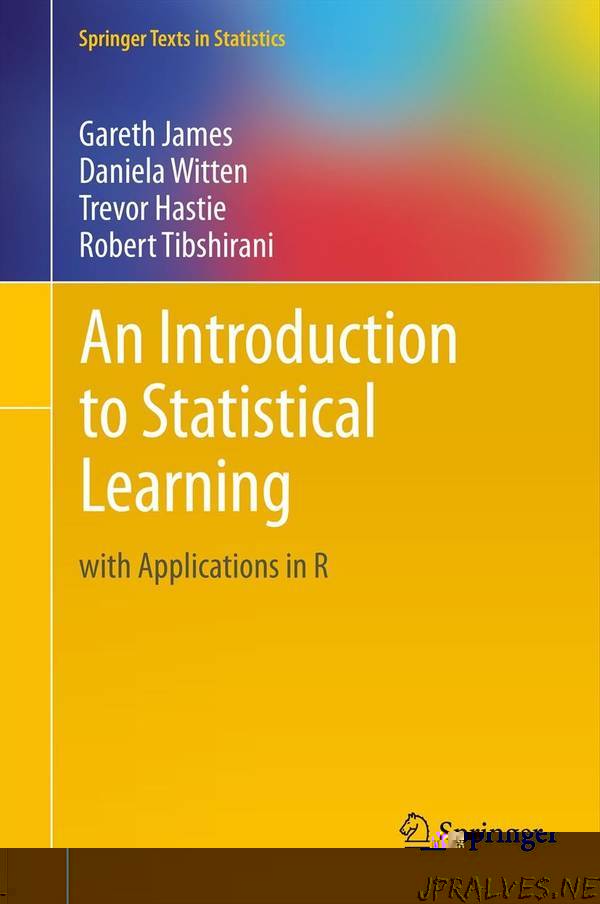 Springer Texts in Statistics
Gareth James
Daniela Witten
Trevor Hastie
Robert Tibshirani
An Introduction
to Statistical
Learning
with Applications in R
Springer
JPRALVES.NET